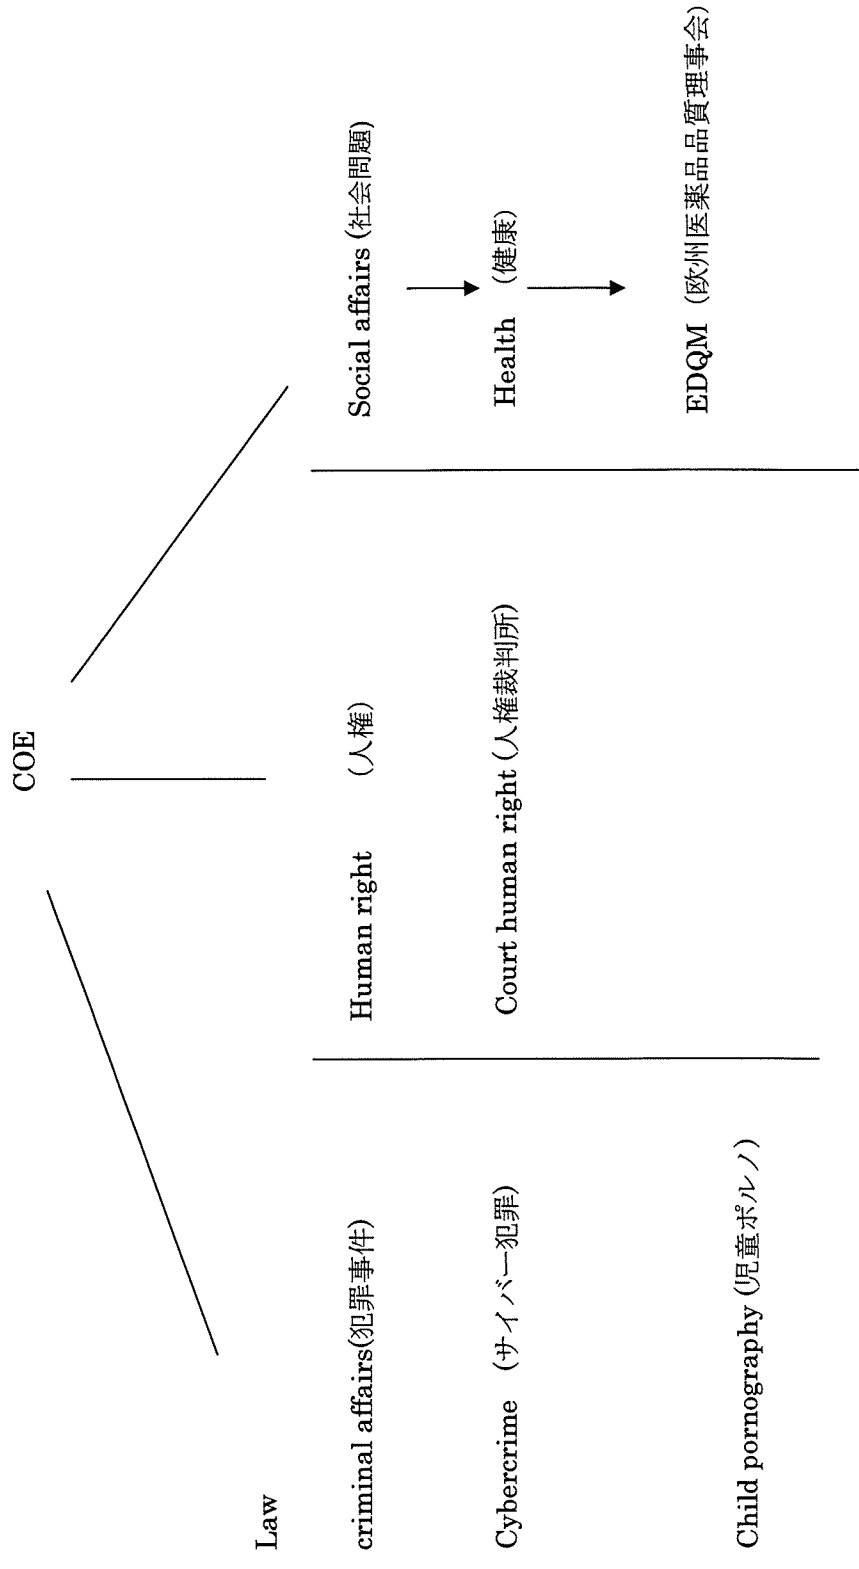 COE
Law
criminal affairs(犯罪事件)
Cybercrime (サイバー犯罪)
Child pornography (児童ポルノ)
Human right (人権)
Court human right (人権裁判所)
Social affairs (社会問題)
Health (健康)
EDQM (欧州医薬品品質理事会)